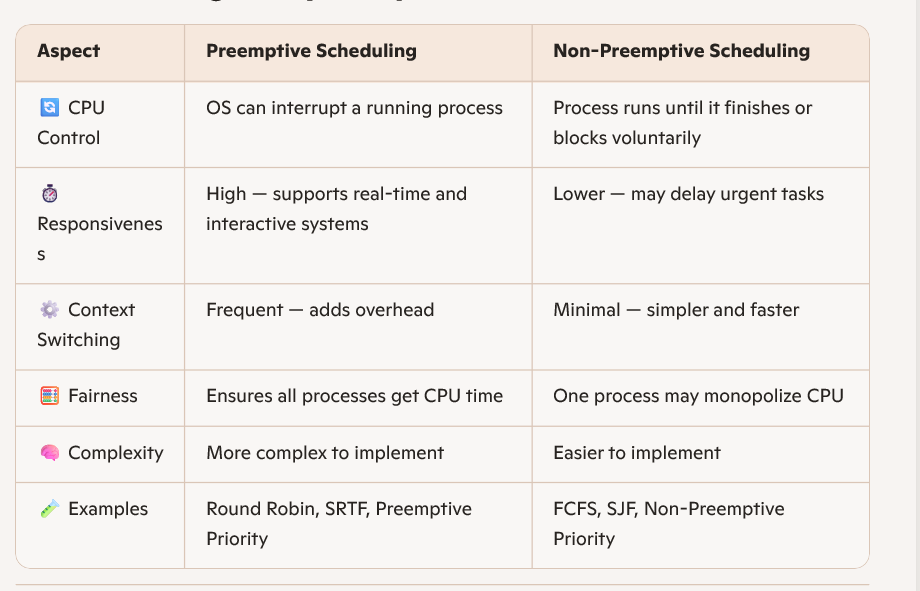 Aspect Preemptive Scheduling Non-Preemptive Scheduling
CPU OS can interrupt a running process Process runs until it finishes or
Control blocks voluntarily
High — supports real-time and Lower — may delay urgent tasks
Responsivenes interactive systems
s
Context Frequent — adds overhead Minimal — simpler and faster
Switching
Fairness Ensures all processes get CPU time One process may monopolize CPU
Complexity More complex to implement Easier to implement
Examples Round Robin, SRTF, Preemptive FCFS, SJF, Non-Preemptive
Priority Priority